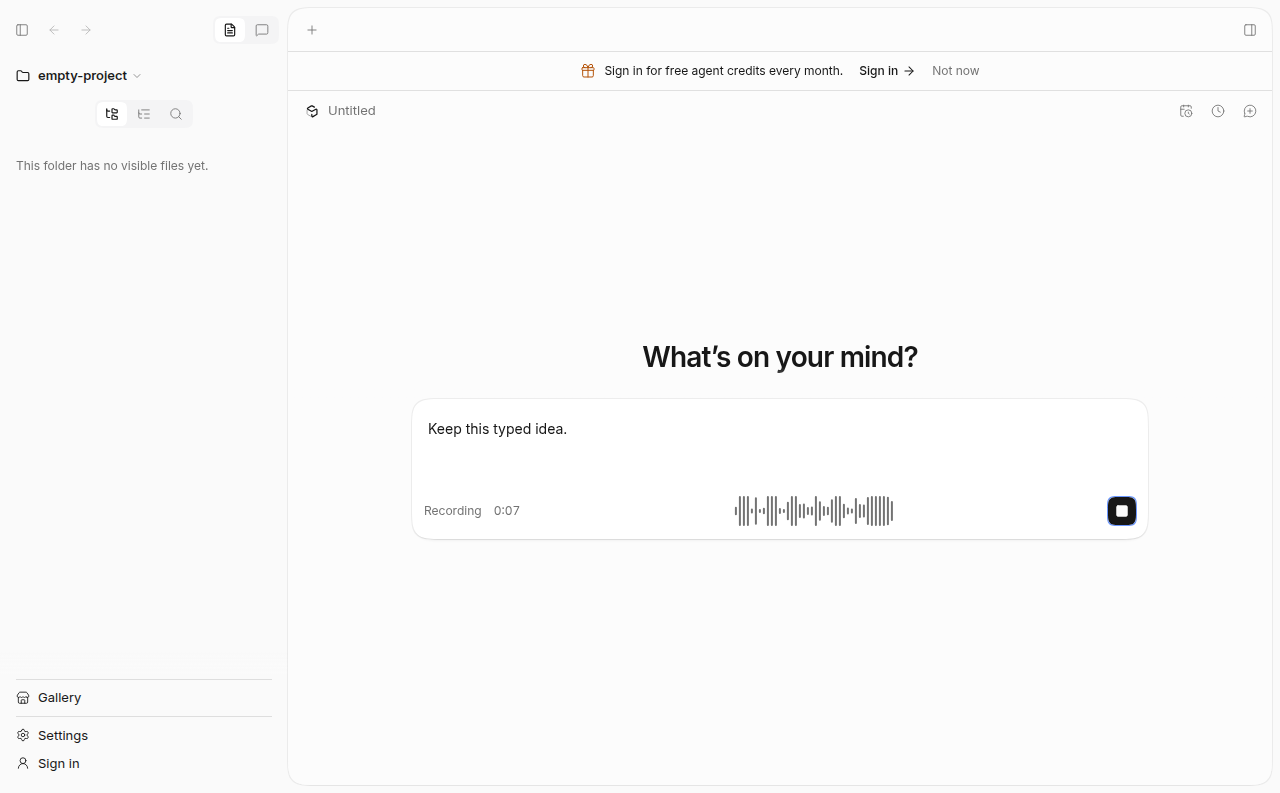 empty-project
This folder has no visible files yet.
Gallery
Settings
Sign in
Sign in for free agent credits every month. Sign in → Not now
Untitled
What's on your mind?
Keep this typed idea.
Recording 0:07